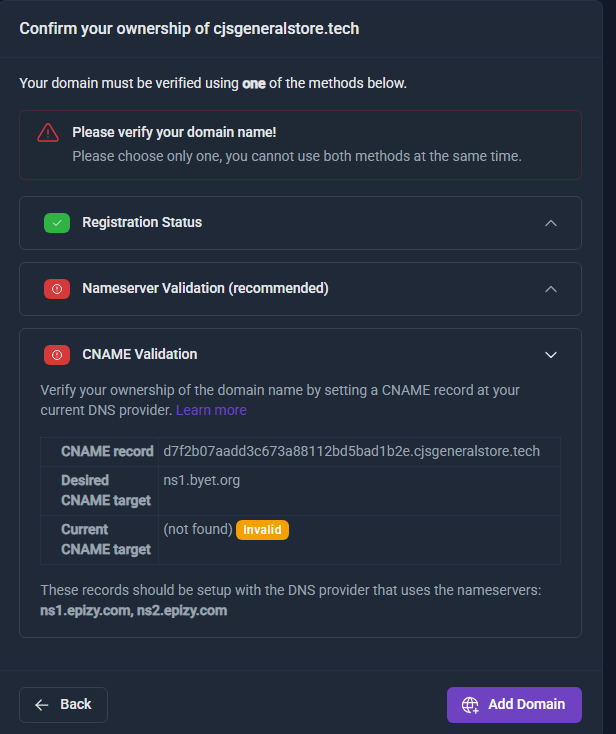 Confirm your ownership of cjsgeneralstore.tech
Your domain must be verified using one of the methods below.
Please verify your domain name!
Please choose only one, you cannot use both methods at the same time.
Registration Status
Nameserver Validation (recommended)
CNAME Validation
Verify your ownership of the domain name by setting a CNAME record at your
current DNS provider. Learn more
CNAME record d7f2b07aadd3c673a88112bd5bad1b2e.cjsgeneralstore.tech
Desired ns1.byet.org
CNAME target
Current (not found) Invalid
CNAME target
These records should be setup with the DNS provider that uses the nameservers:
ns1.epizy.com, ns2.epizy.com
Back Add Domain